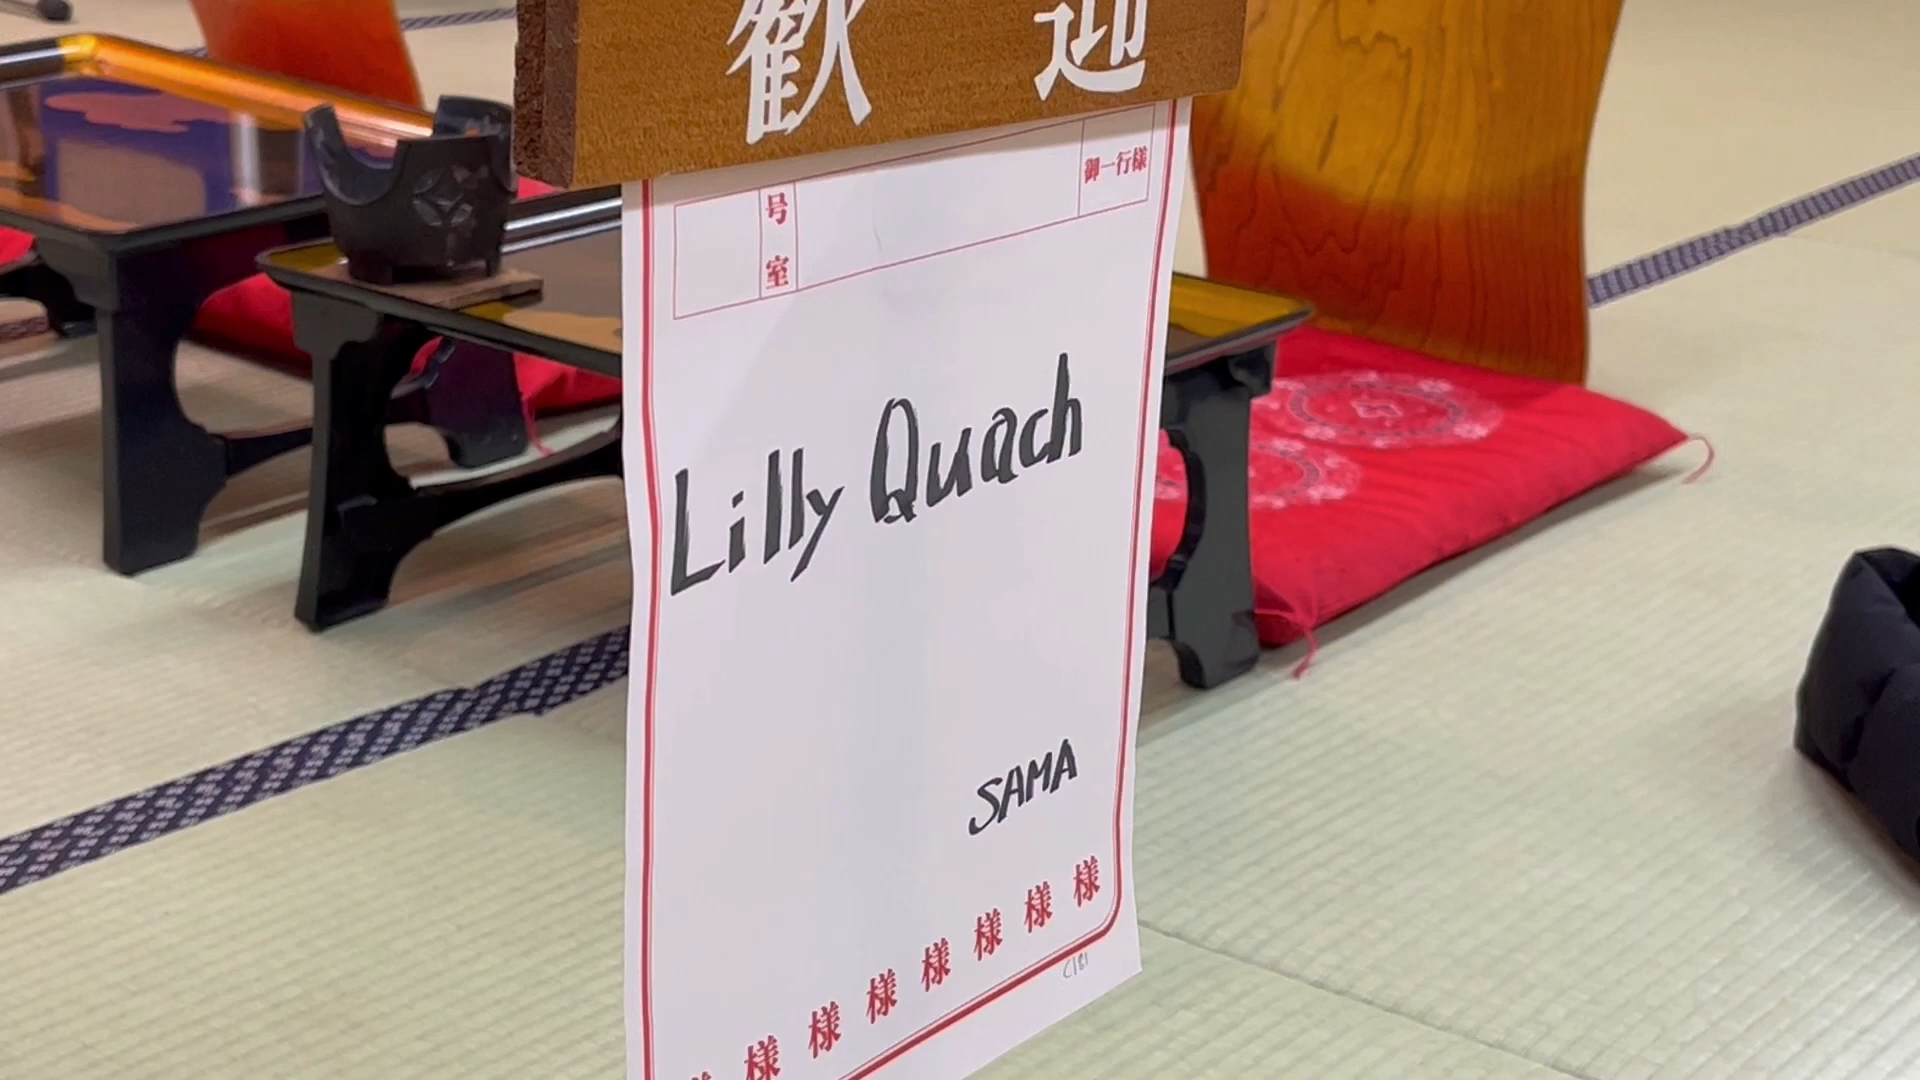 歓 迎
号室 御一行様
Lilly Quach
SAMA
様 様 様 様 様 様 様
C181